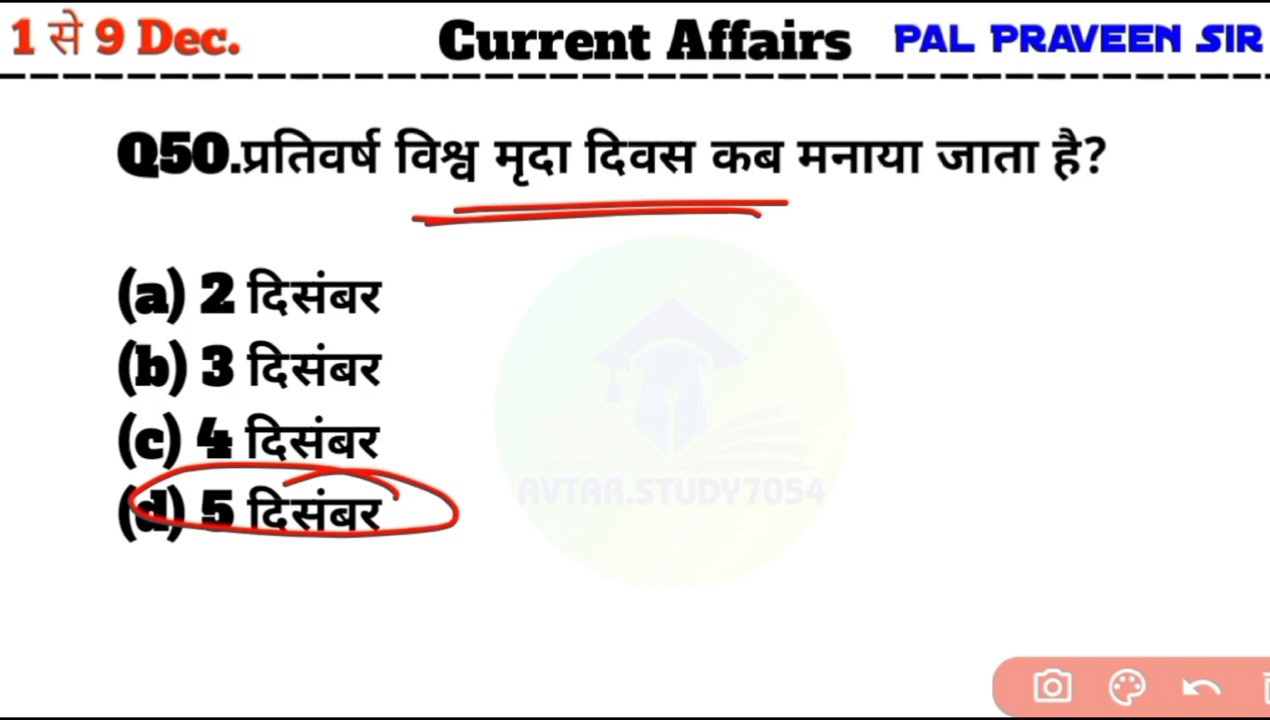 1 से 9 Dec.
Current Affairs
PAL PRAVEEN SIR
Q50.प्रतिवर्ष विश्व मृदा दिवस कब मनाया जाता है?
(a) 2 दिसंबर
(b) 3 दिसंबर
(c) 4 दिसंबर
(d) 5 दिसंबर
AVTAR.STUDY7054